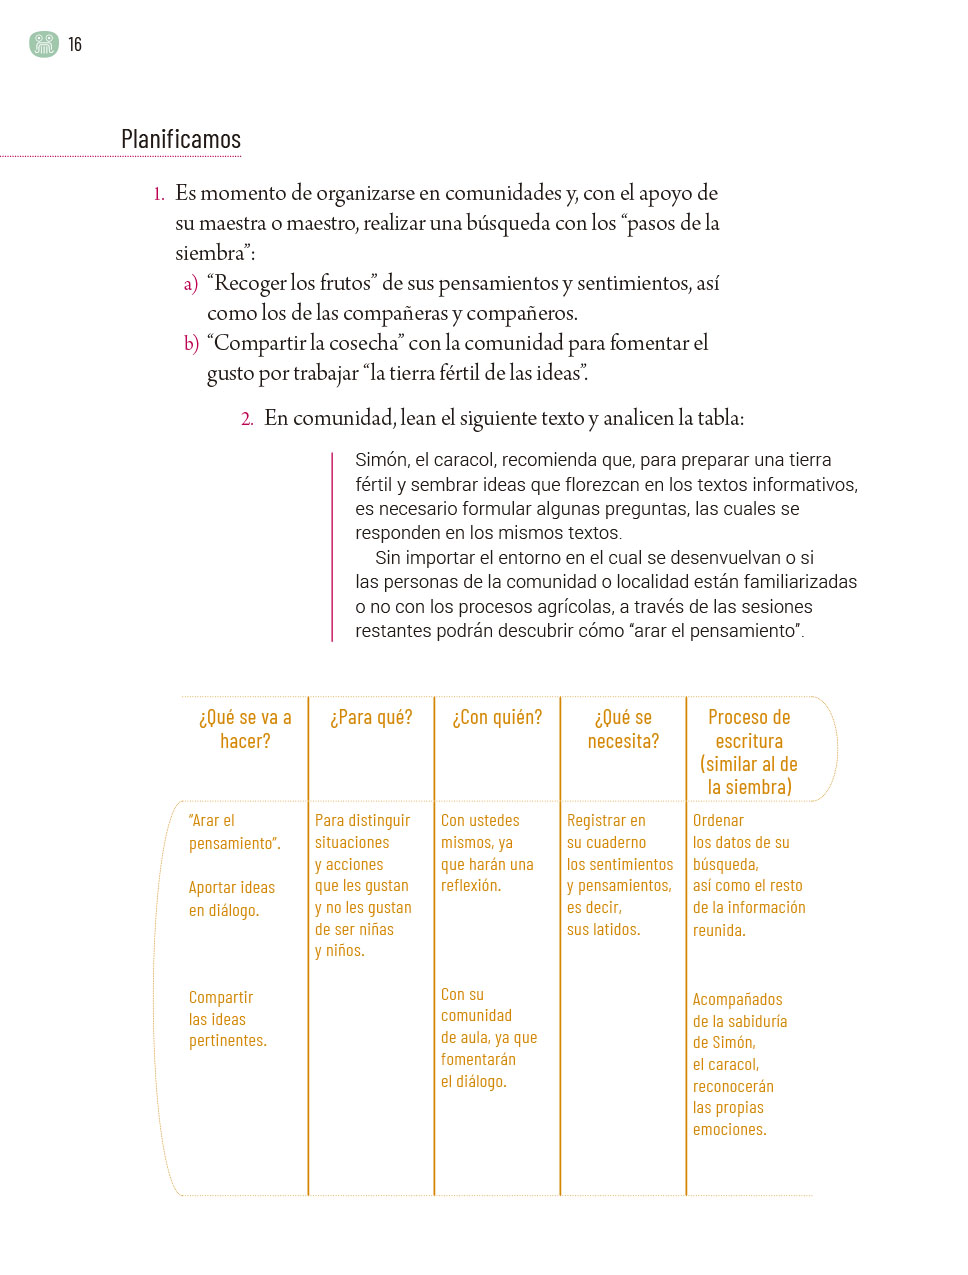 16
Planificamos
1. Es momento de organizarse en comunidades y, con el apoyo de
su maestra o maestro, realizar una búsqueda con los “pasos de la
siembra”:
a) “Recoger los frutos” de sus pensamientos y sentimientos, así
como los de las compañeras y compañeros.
b) “Compartir la cosecha” con la comunidad para fomentar el
gusto por trabajar “la tierra fértil de las ideas”.
2. En comunidad, lean el siguiente texto y analicen la tabla:
Simón, el caracol, recomienda que, para preparar una tierra
fértil y sembrar ideas que florezcan en los textos informativos,
es necesario formular algunas preguntas, las cuales se
responden en los mismos textos.
Sin importar el entorno en el cual se desenvuelvan o si
las personas de la comunidad o localidad están familiarizadas
o no con los procesos agrícolas, a través de las sesiones
restantes podrán descubrir cómo “arar el pensamiento”.
¿Qué se va a
hacer?
¿Para qué?
¿Con quién?
¿Qué se
necesita?
Proceso de
escritura
(similar al de
la siembra)
“Arar el
pensamiento”.
Aportar ideas
en diálogo.
Compartir
las ideas
pertinentes.
Para distinguir
situaciones
y acciones
que les gustan
y no les gustan
de ser niñas
y niños.
Con ustedes
mismos, ya
que harán una
reflexión.
Con su
comunidad
de aula, ya que
fomentarán
el diálogo.
Registrar en
su cuaderno
los sentimientos
y pensamientos,
es decir,
sus latidos.
Ordenar
los datos de su
búsqueda,
así como el resto
de la información
reunida.
Acompañados
de la sabiduría
de Simón,
el caracol,
reconocerán
las propias
emociones.